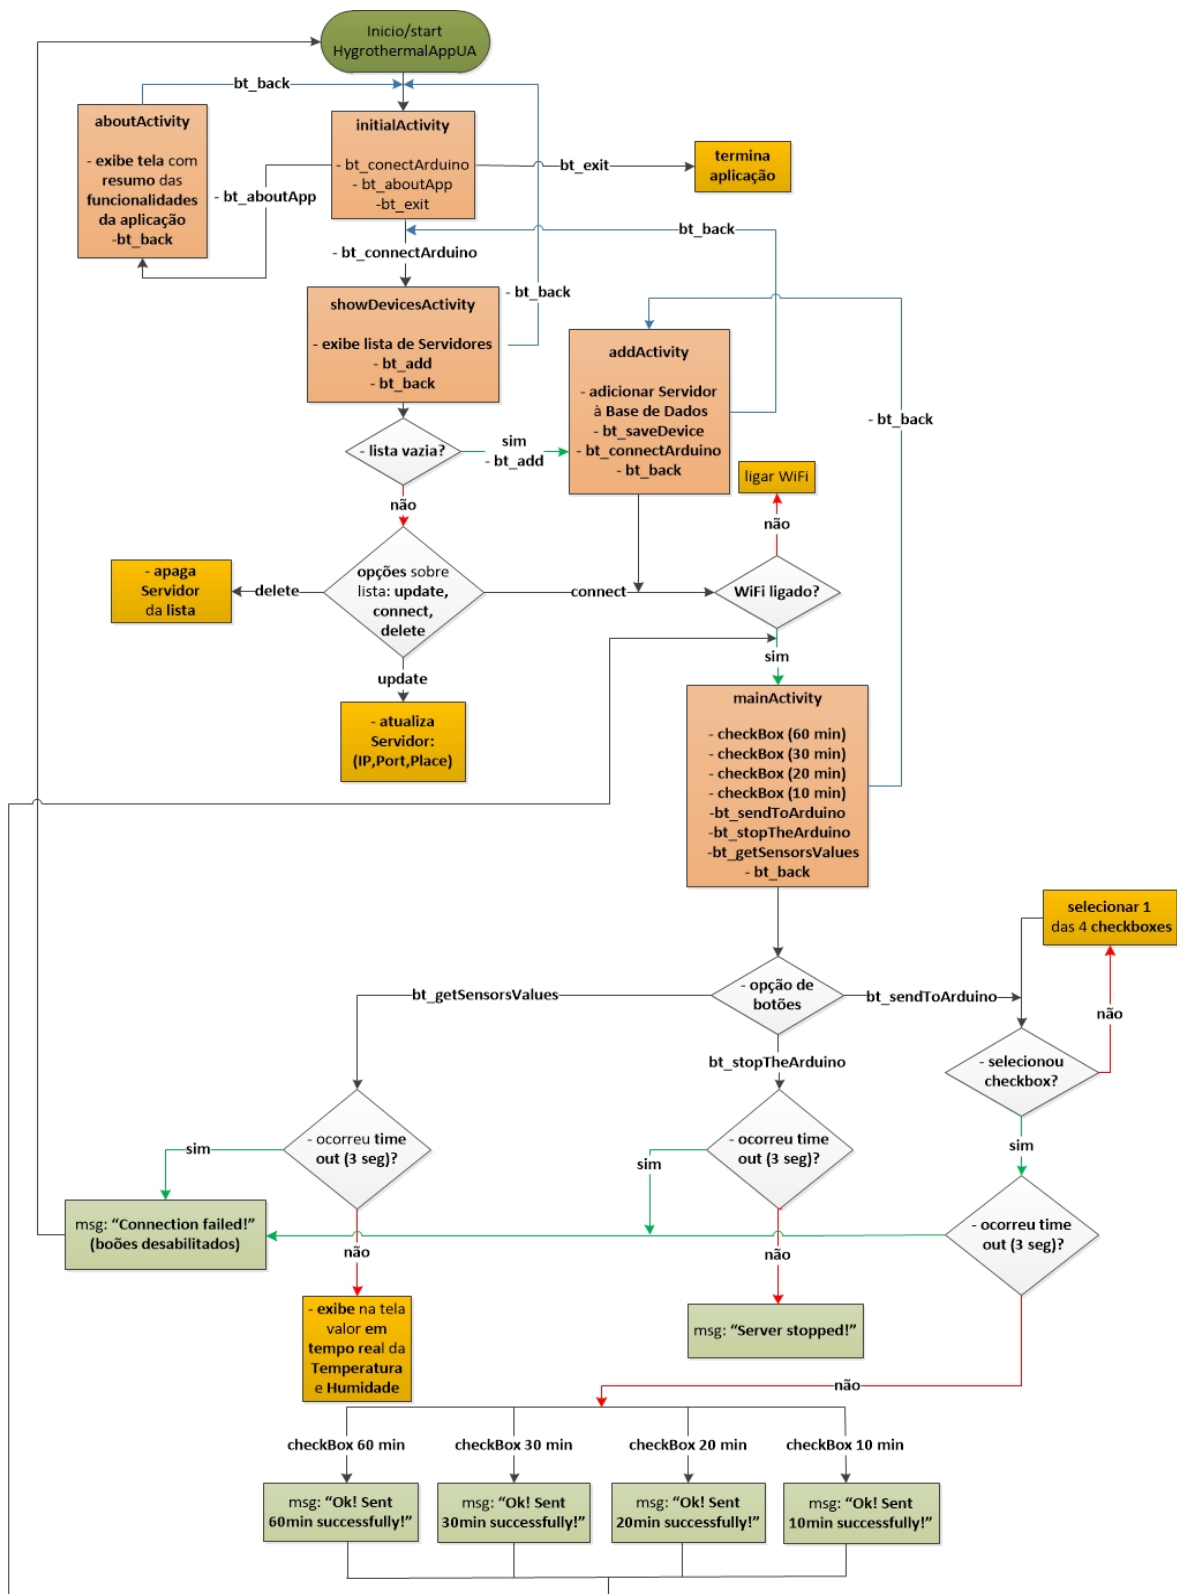 Inicio/start
HygrothermalAppUA
bt_back
aboutActivity
- exibe tela com
resumo das
funcionalidades
da aplicação
-bt_back
initialActivity
- bt_conectArduino
- bt_aboutApp
-bt_exit
bt_exit
termina
aplicação
- bt_aboutApp
- bt_connectArduino
bt_back
- bt_back
showDevicesActivity
- exibe lista de Servidores
- bt_add
- bt_back
addActivity
- adicionar Servidor
à Base de Dados
- bt_saveDevice
- bt_connectArduino
- bt_back
- bt_back
- lista vazia?
sim
- bt_add
ligar WiFi
não
não
opções sobre
lista: update,
connect,
delete
delete
- apaga
Servidor
da lista
connect
WiFi ligado?
sim
update
- atualiza
Servidor:
(IP,Port,Place)
mainActivity
- checkBox (60 min)
- checkBox (30 min)
- checkBox (20 min)
- checkBox (10 min)
-bt_sendToArduino
-bt_stopTheArduino
-bt_getSensorsValues
- bt_back
selecionar 1
das 4 checkboxes
- opção de
botões
bt_getSensorsValues
bt_sendToArduino
não
bt_stopTheArduino
- selecionou
checkbox?
- ocorreu time
out (3 seg)?
sim
- ocorreu time
out (3 seg)?
sim
sim
msg: “Connection failed!”
(boões desabilitados)
- ocorreu time
out (3 seg)?
não
não
- exibe na tela
valor em
tempo real da
Temperatura
e Humidade
msg: “Server stopped!”
não
checkBox 60 min
checkBox 30 min
checkBox 20 min
checkBox 10 min
msg: “Ok! Sent
60min successfully!”
msg: “Ok! Sent
30min successfully!”
msg: “Ok! Sent
20min successfully!”
msg: “Ok! Sent
10min successfully!”